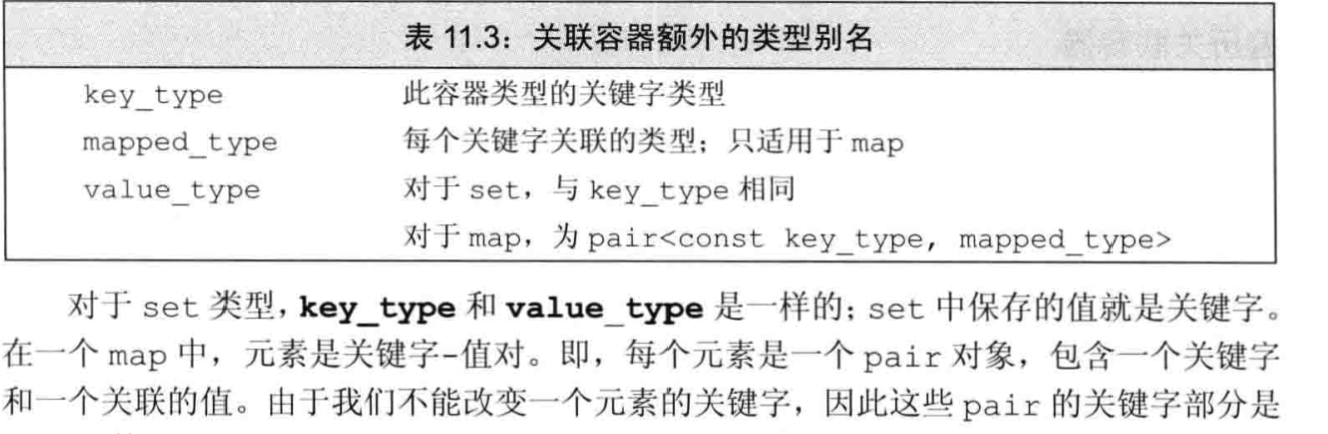 表 11.3：关联容器额外的类型别名
key_type 此容器类型的关键字类型
mapped_type 每个关键字关联的类型；只适用于 map
value_type 对于 set，与 key_type 相同
对于 map，为 pair<const key_type, mapped_type>
对于 set 类型，key_type 和 value_type 是一样的；set 中保存的值就是关键字。
在一个 map 中，元素是关键字-值对。即，每个元素是一个 pair 对象，包含一个关键字
和一个关联的值。由于我们不能改变一个元素的关键字，因此这些 pair 的关键字部分是